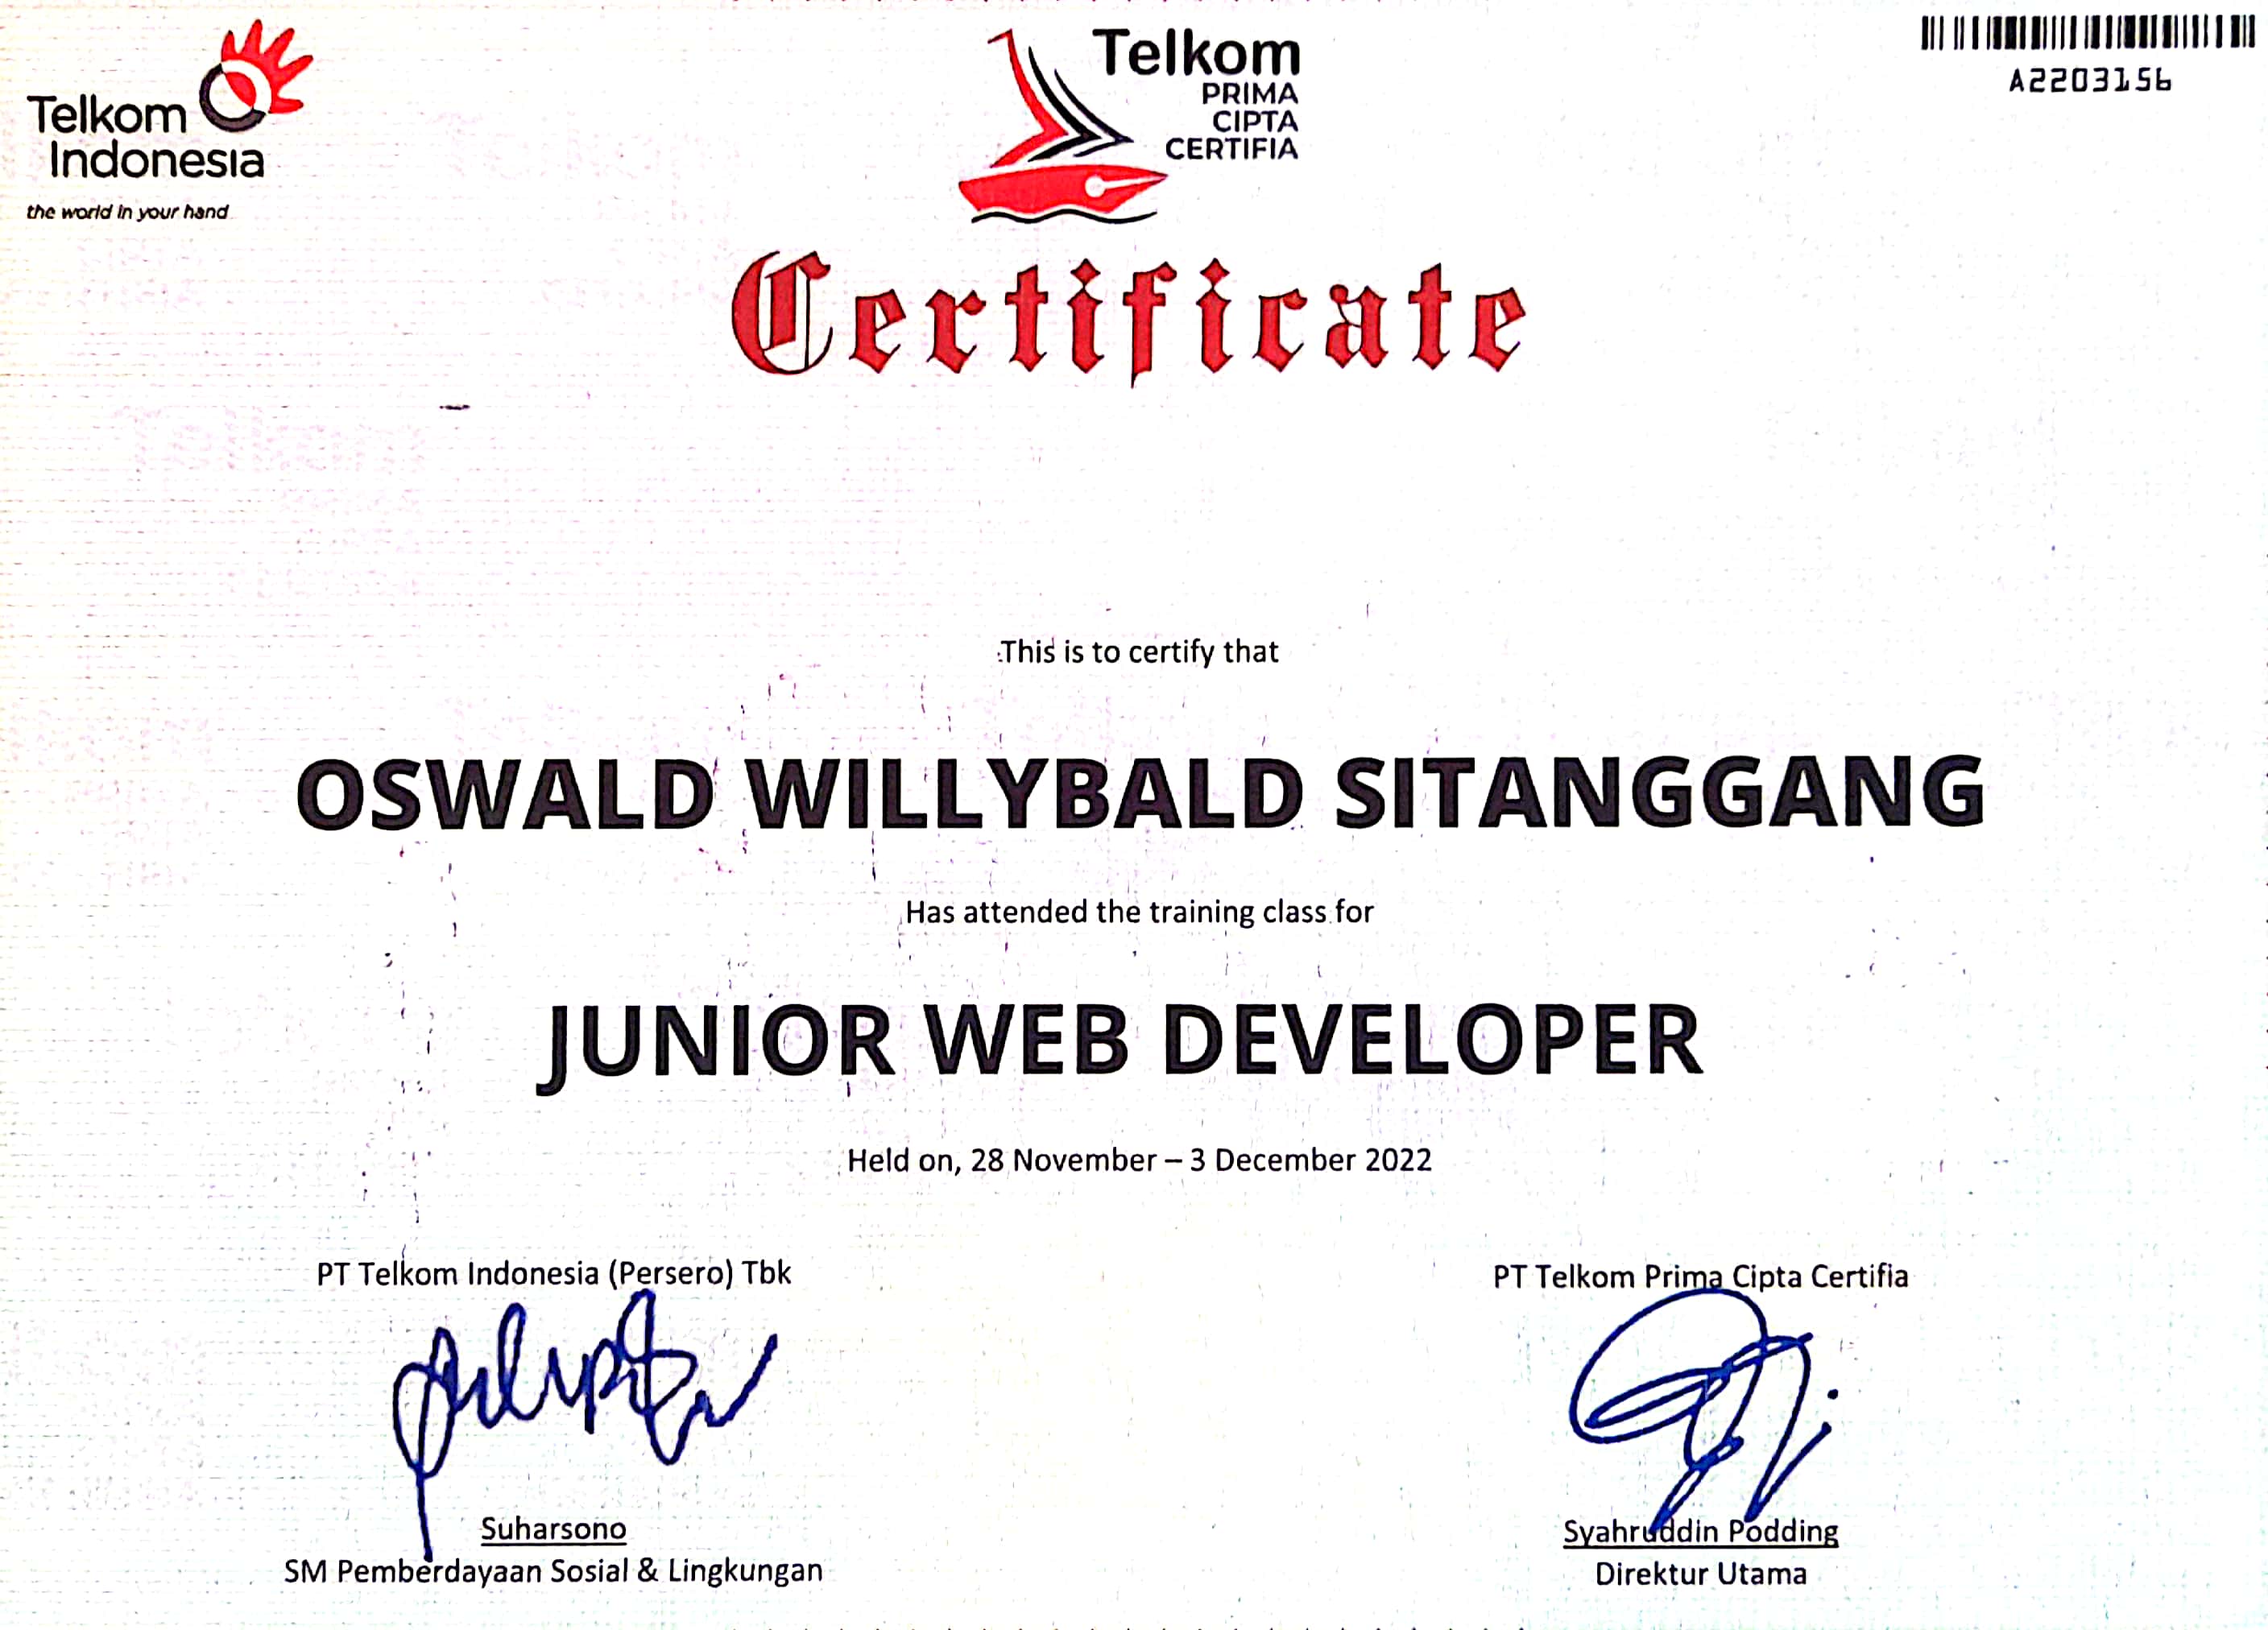 Telkom
Indonesia
the world in your hand
Telkom
PRIMA
CIPTA
CERTIFIA
A2203156
Certificate
This is to certify that
OSWALD WILLYBALD SITANGGANG
Has attended the training class for
JUNIOR WEB DEVELOPER
Held on, 28 November – 3 December 2022
PT Telkom Indonesia (Persero) Tbk
Suharsono
SM Pemberdayaan Sosial & Lingkungan
PT Telkom Prima Cipta Certifia
Syahruddin Podding
Direktur Utama